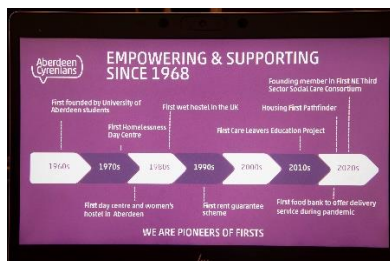 Aberdeen
Cyrenians
EMPOWERING & SUPPORTING
SINCE 1968
Founding member in First NE Third
Sector Social Care Consortium
First founded by University of
Aberdeen students
First wet hostel in the UK
Housing First Pathfinder
First Homelessness
Day Centre
First Care Leavers Education Project
1960s
1970s
1980s
1990s
2000s
2010s
2020s
First day centre and women's
hostel in Aberdeen
First rent guarantee
scheme
First food bank to offer delivery
service during pandemic
WE ARE PIONEERS OF FIRSTS